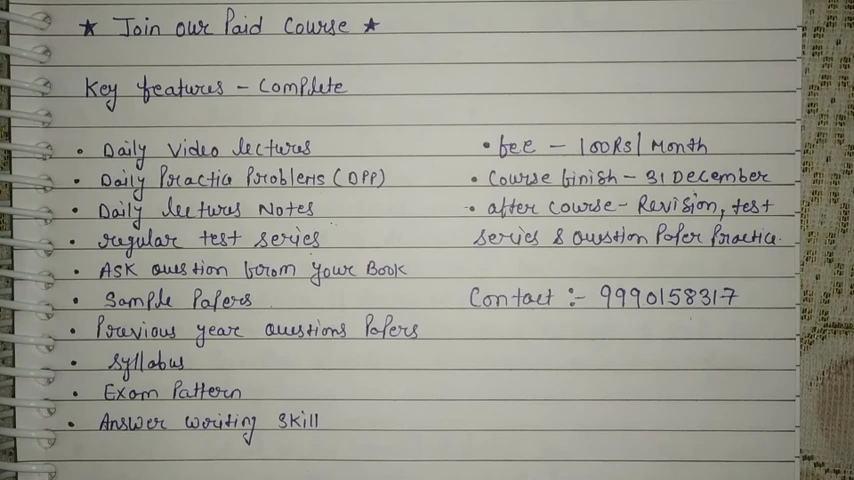 ★ Join our Paid Course ★
Key features - Complete
• Daily Video lectures
• Daily Practice Problems (DPP)
• Daily lectures Notes
• regular test series
• ASK question from your Book
• Sample Papers
• Previous year questions Papers
• Syllabus
• Exam Pattern
• Answer writing skill
• fee - 100Rs/Month
• Course finish - 31 December
• after course - Revision, test
series & question Paper Practice.
Contact :- 9990158317